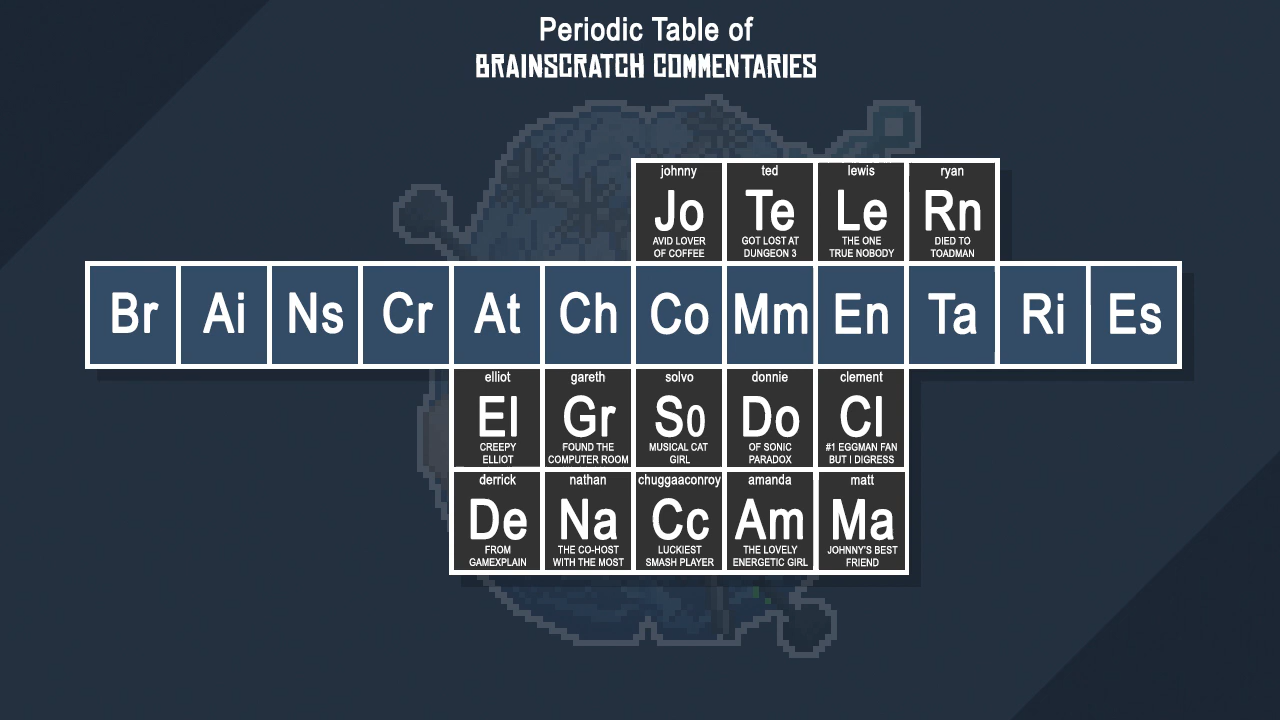 Periodic Table of
BRAINSCRATCH COMMENTARIES
johnny ted lewis ryan
Jo Te Le Rn
AVID LOVER GOT LOST AT THE ONE DIED TO
OF COFFEE DUNGEON 3 TRUE NOBODY TOADMAN
Br Ai Ns Cr At Ch Co Mm En Ta Ri Es
elliot gareth solvo donnie clement
El Gr So Do Cl
CREEPY FOUND THE MUSICAL CAT OF SONIC #1 EGGMAN FAN
ELLIOT COMPUTER ROOM GIRL PARADOX BUT I DIGRESS
derrick nathan chuggaaconroy amanda matt
De Na Cc Am Ma
FROM THE CO-HOST LUCKIEST THE LOVELY JOHNNY'S BEST
GAMEXPLAIN WITH THE MOST SMASH PLAYER ENERGETIC GIRL FRIEND